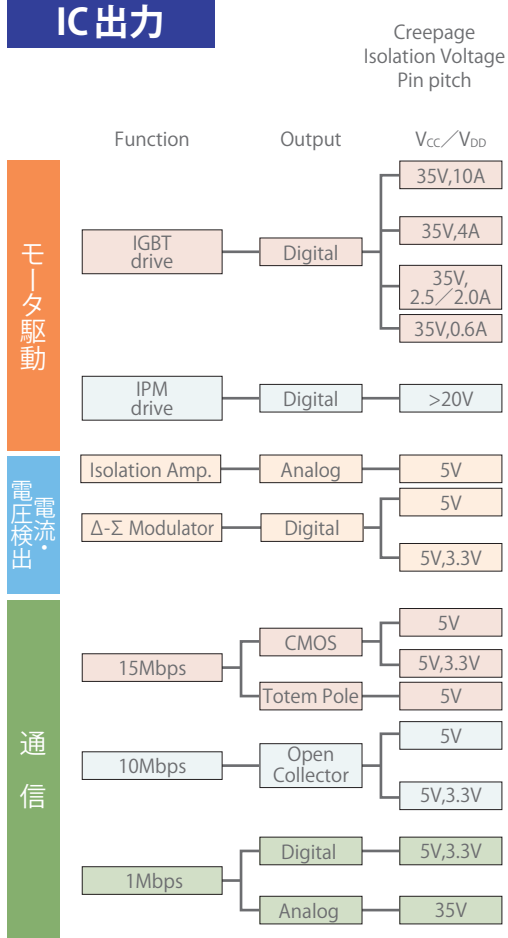 IC出力
Creepage
Isolation Voltage
Pin pitch
Function
Output
Vcc／VDD
モータ駆動
IGBT
drive
Digital
35V,10A
35V,4A
35V,
2.5／2.0A
35V,0.6A
IPM
drive
Digital
>20V
電流・
電圧検出
Isolation Amp.
Analog
5V
Δ-Σ Modulator
Digital
5V
5V,3.3V
通信
15Mbps
CMOS
5V
5V,3.3V
Totem Pole
5V
10Mbps
Open
Collector
5V
5V,3.3V
1Mbps
Digital
5V,3.3V
Analog
35V